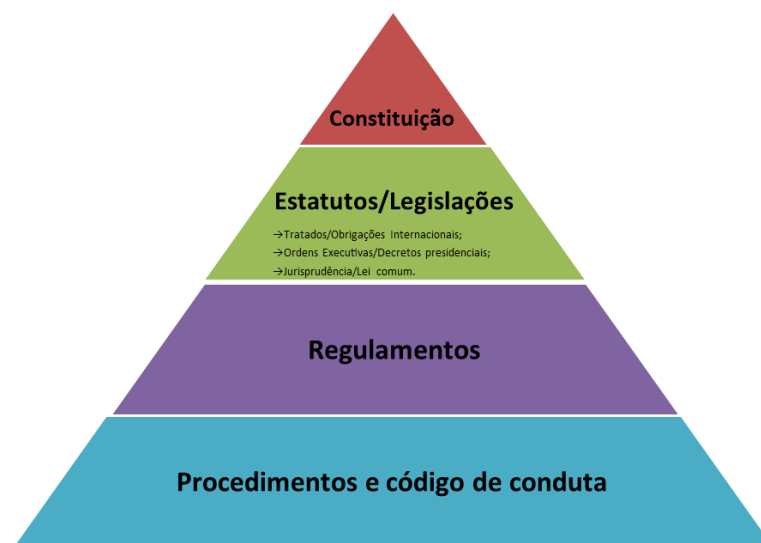 Constituição
Estatutos/Legislações
→Tratados/Obrigações Internacionais;
→Ordens Executivas/Decretos presidenciais;
→Jurisprudência/Lei comum.
Regulamentos
Procedimentos e código de conduta